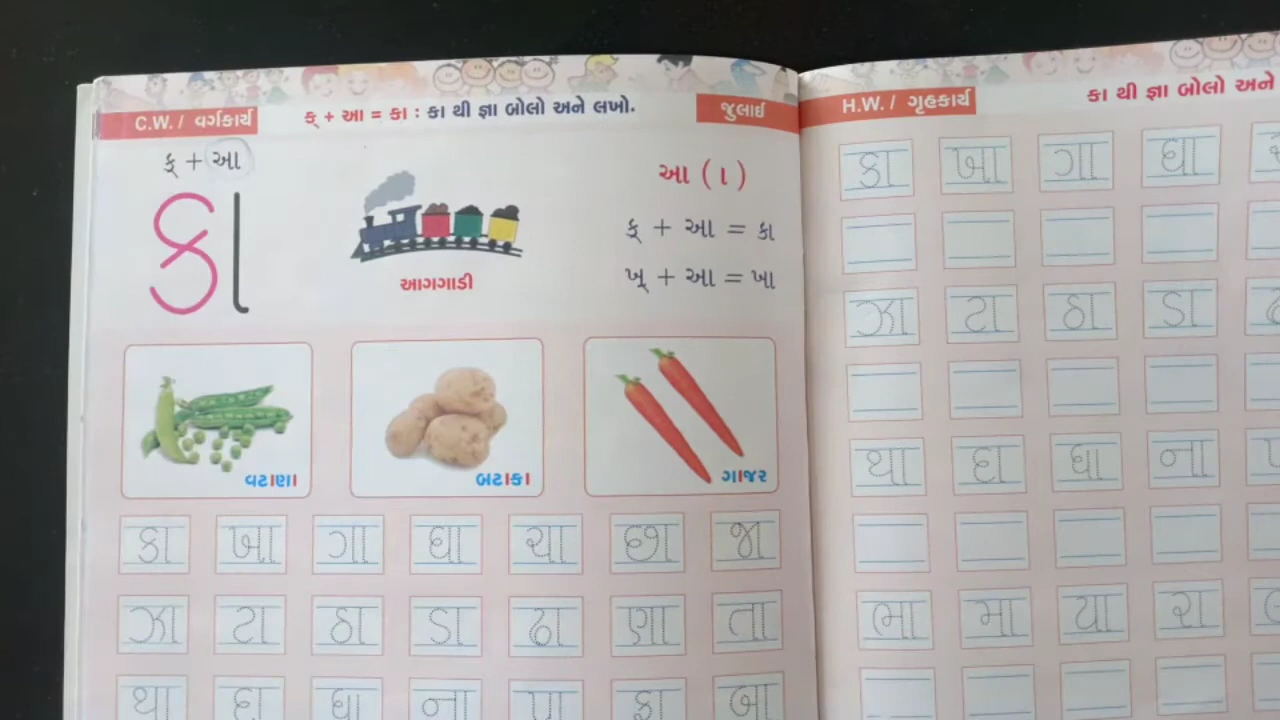 C.W. / વર્ગકાર્ય
ક્ + આ = કા : કા થી જ્ઞા બોલો અને લખો.
જુલાઈ
ક્ + આ
કા
આગગાડી
આ ( ા )
ક્ + આ = કા
ખ્ + આ = ખા
વટાણા
બટાકા
ગાજર
કા ખા ગા ઘા ચા છા જા
ઝા ટા ઠા ડા ઢા ણા તા
થા દા ધા ના પા ફા બા
H.W. / ગૃહકાર્ય
કા થી જ્ઞા બોલો અને
કા ખા ગા ઘા
ઝા ટા ઠા ડા
થા દા ધા ના
ભા મા યા રા